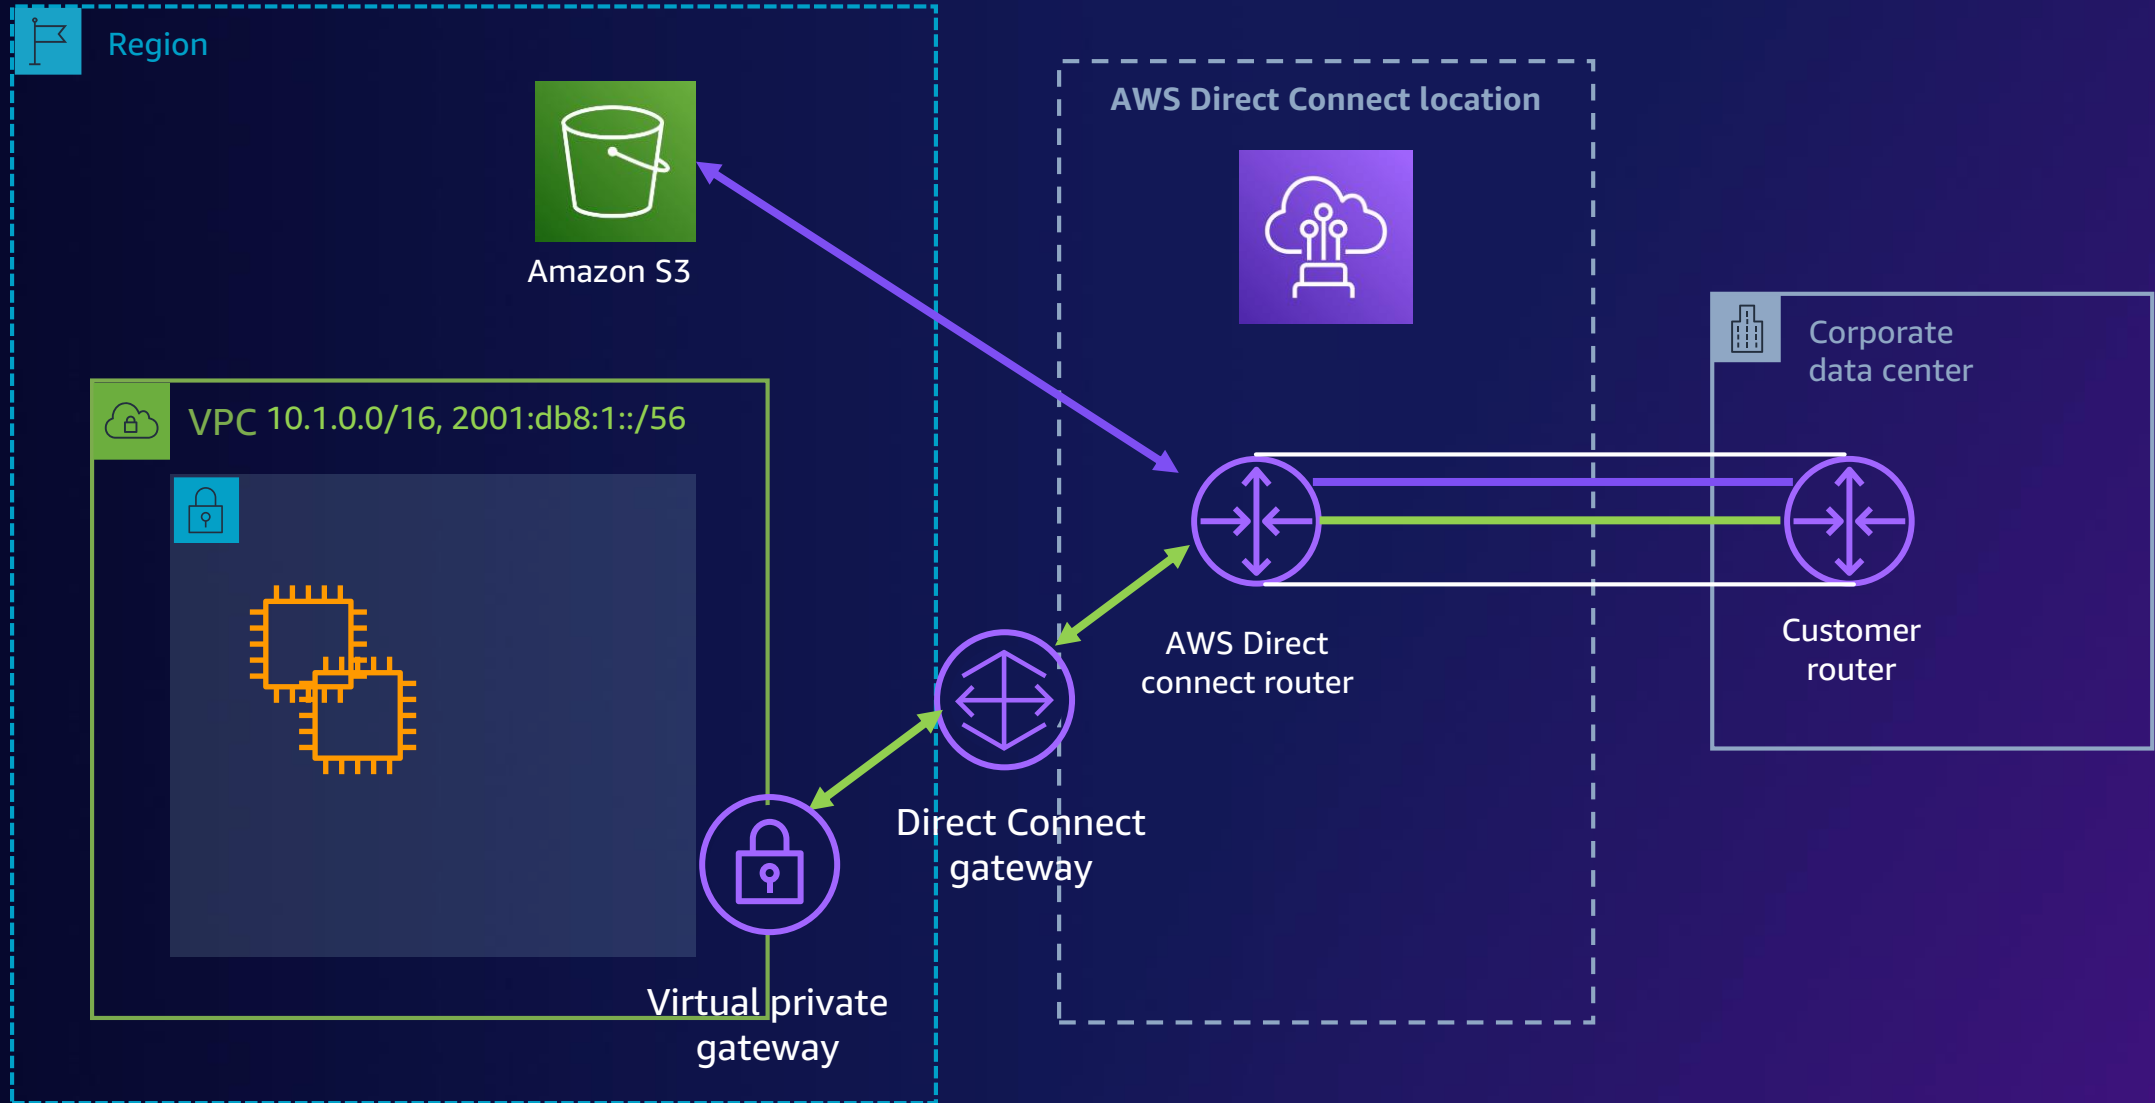 Region
AWS Direct Connect location
Amazon S3
Corporate
data center
VPC 10.1.0.0/16, 2001:db8:1::/56
AWS Direct
connect router
Customer
router
Direct Connect
gateway
Virtual private
gateway